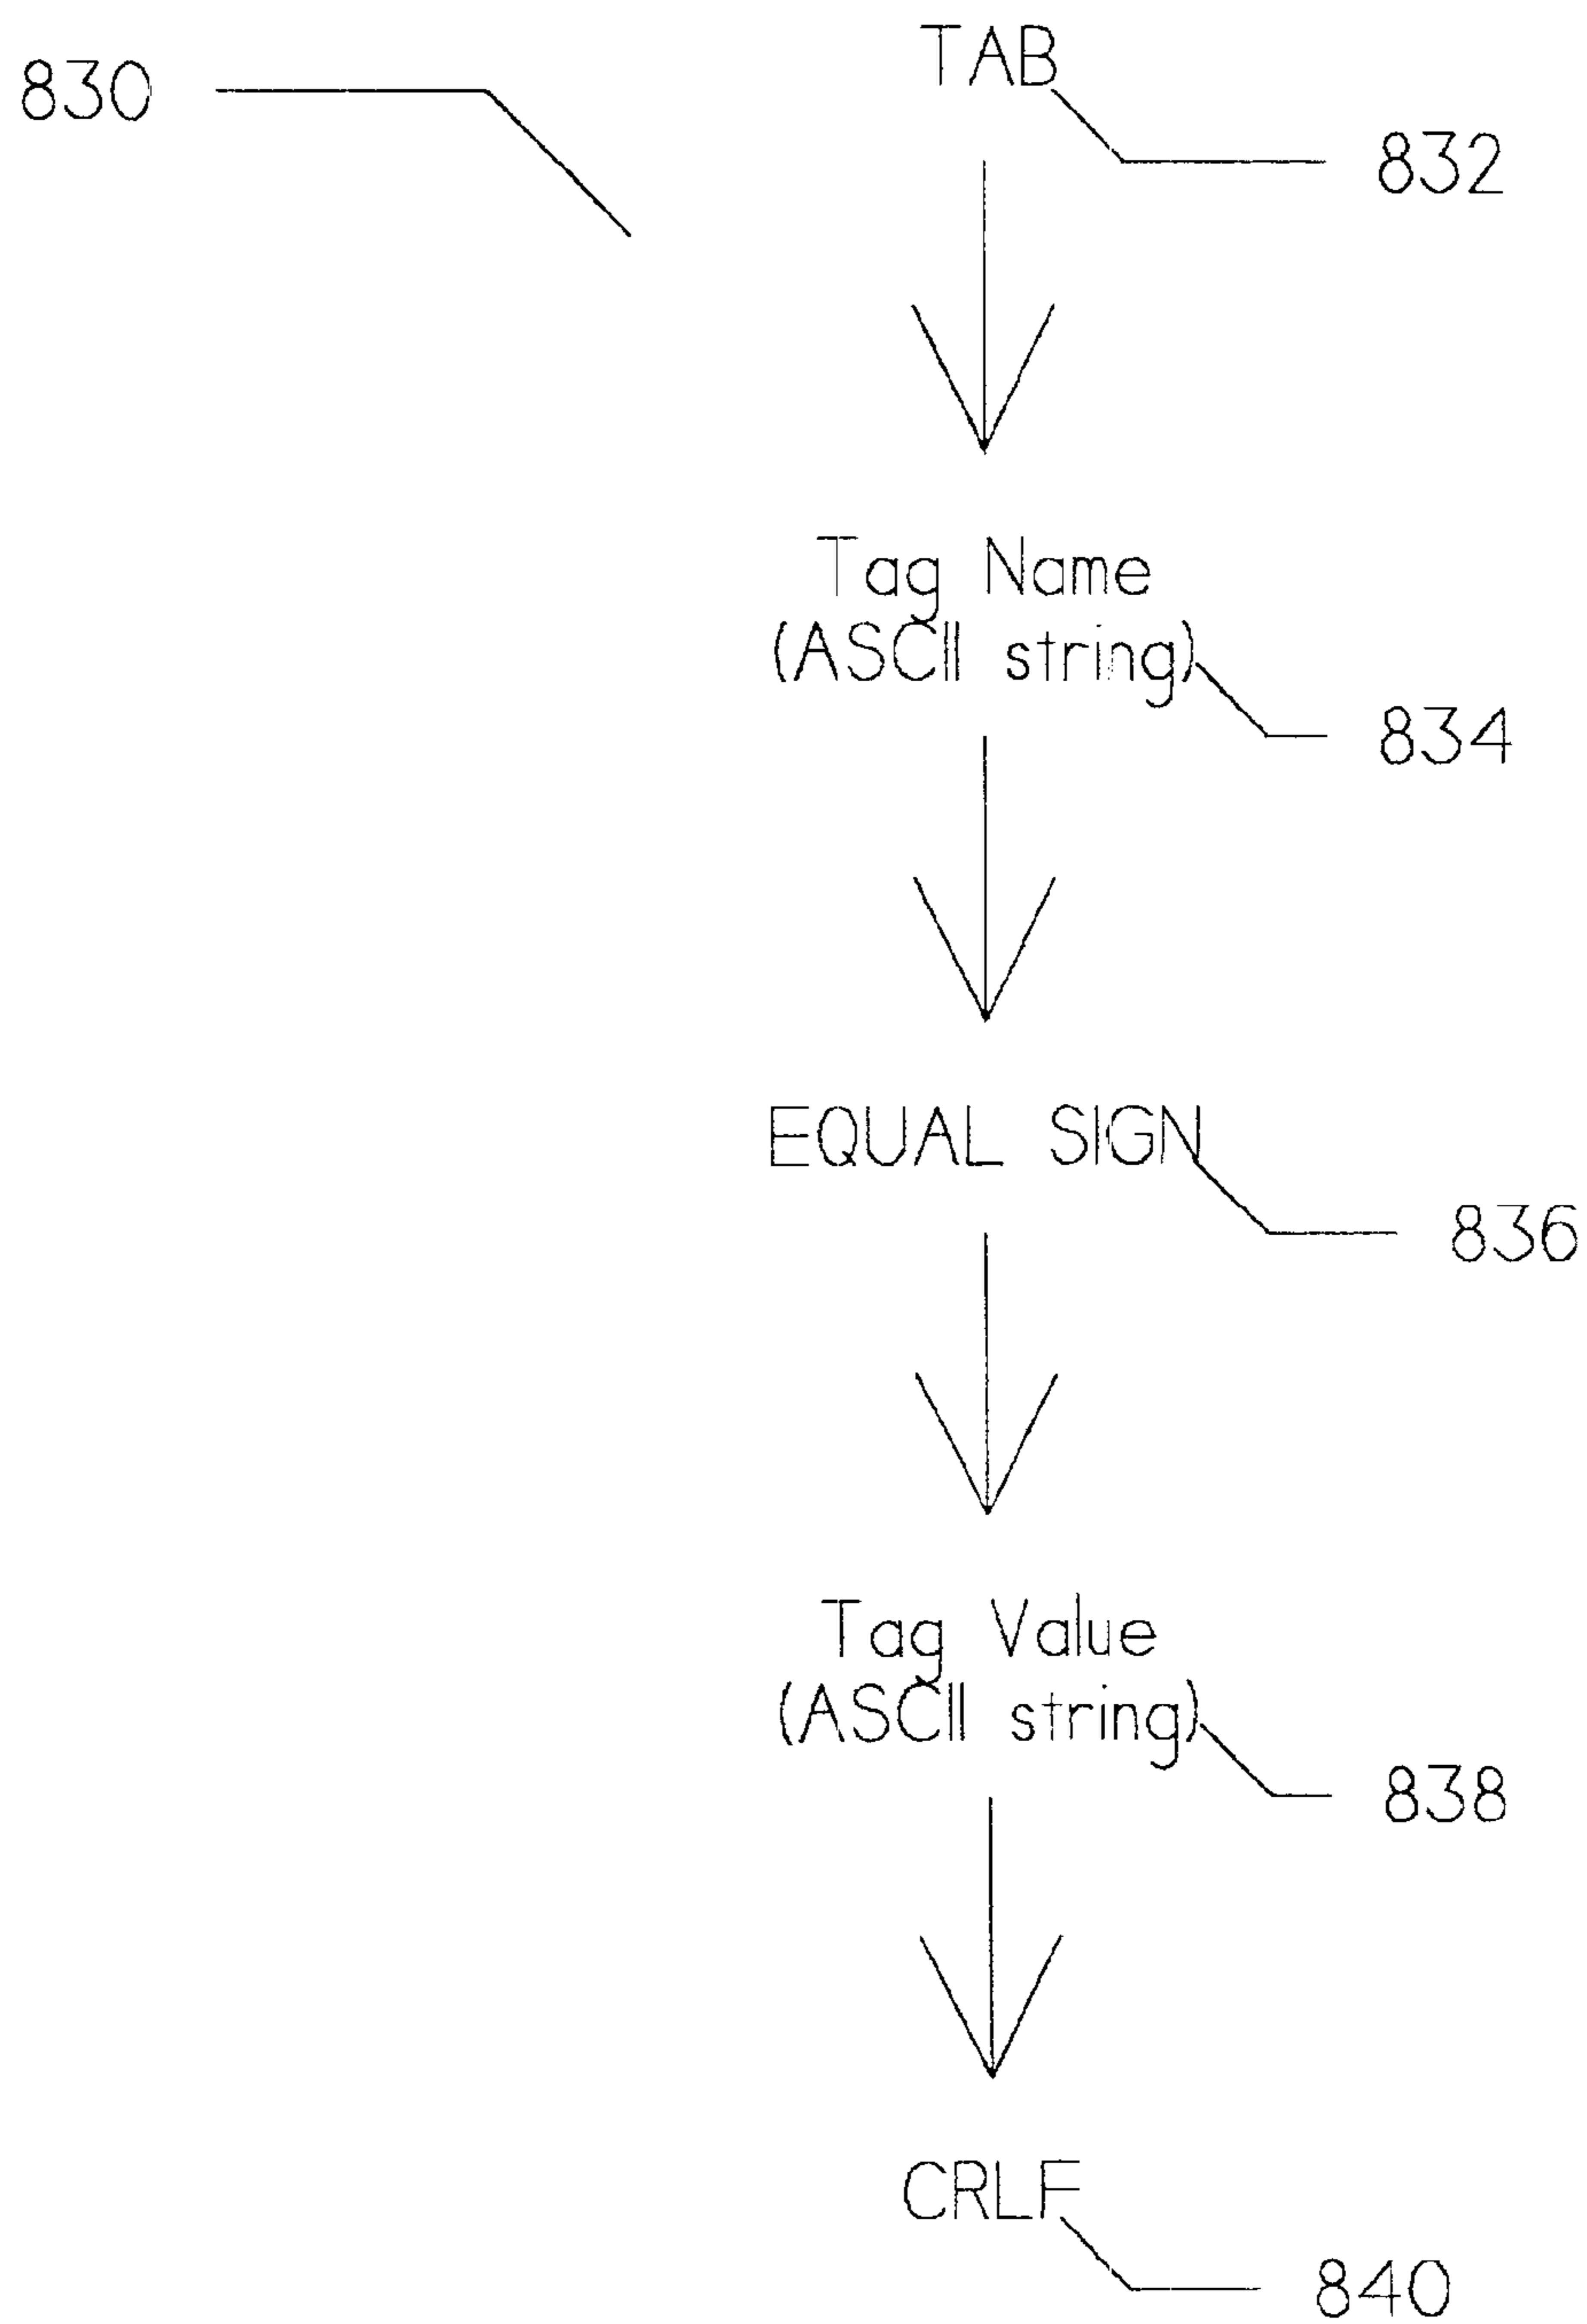 830
TAB
832
Tag Name
(ASCII string)
834
EQUAL SIGN
836
Tag Value
(ASCII string)
838
CRLF
840